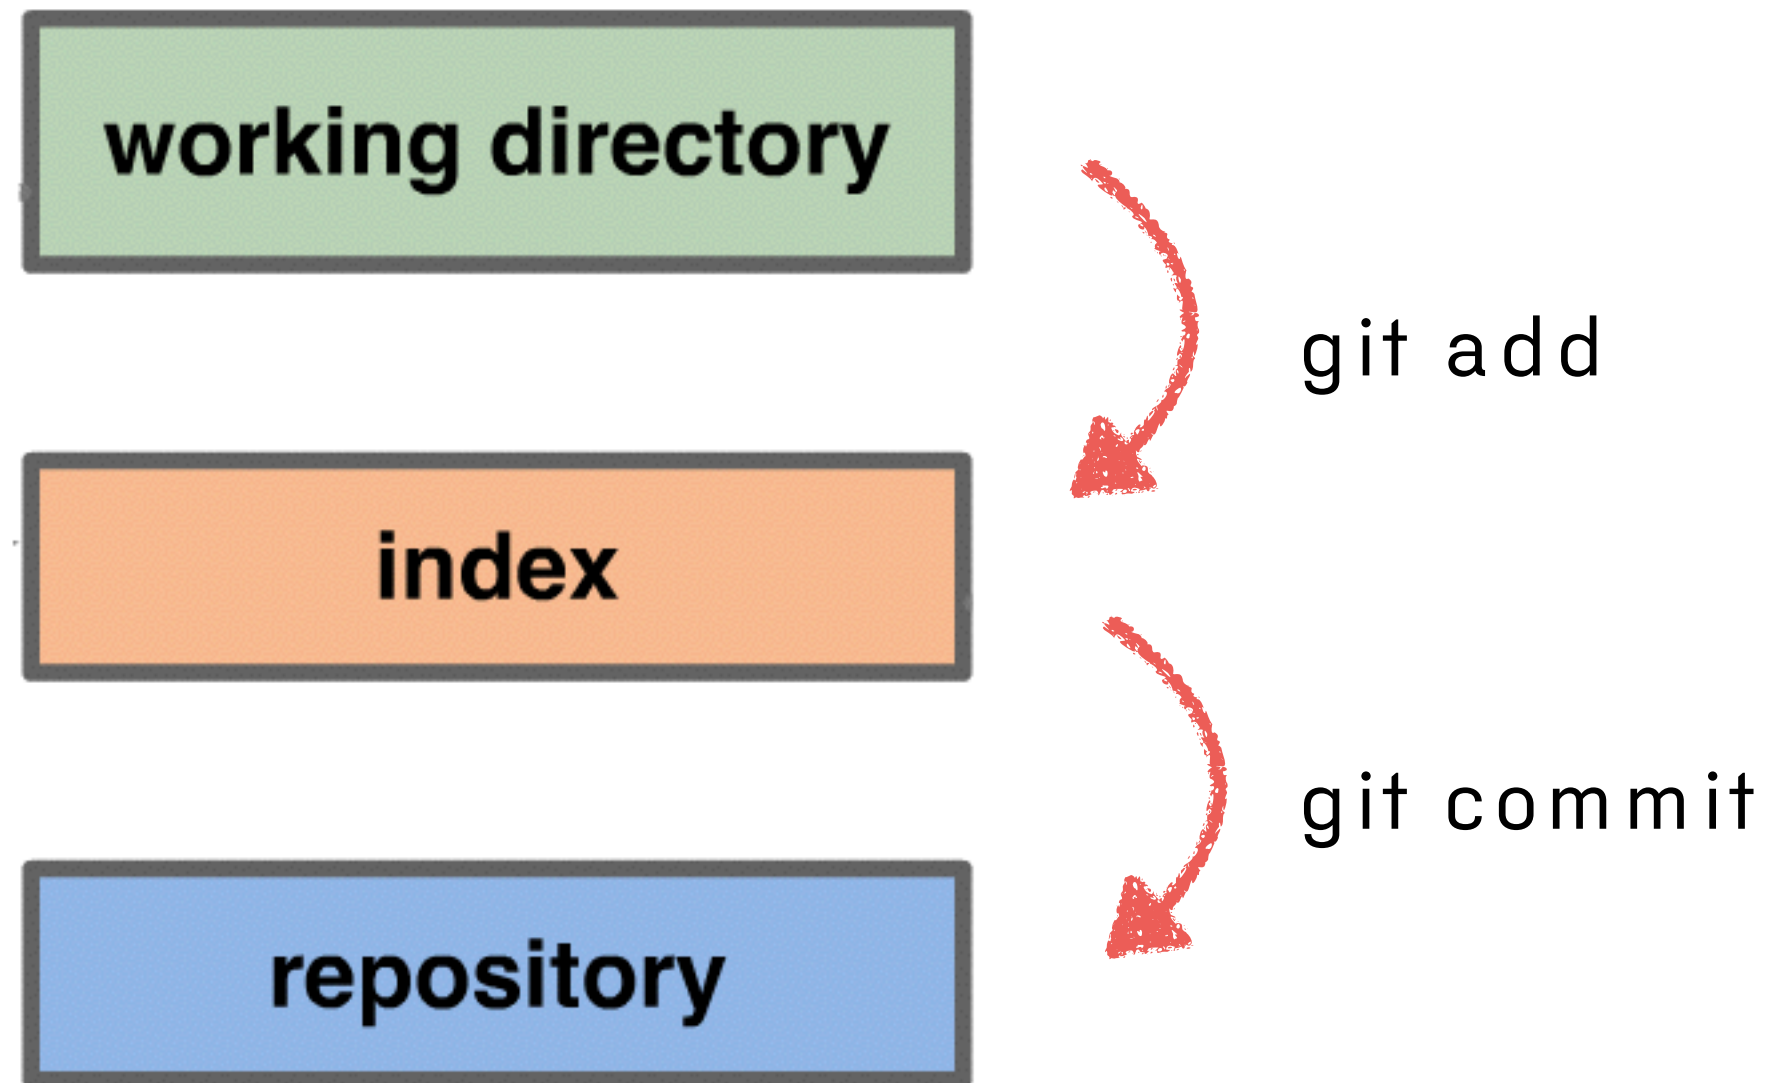 working directory
git add
index
git commit
repository